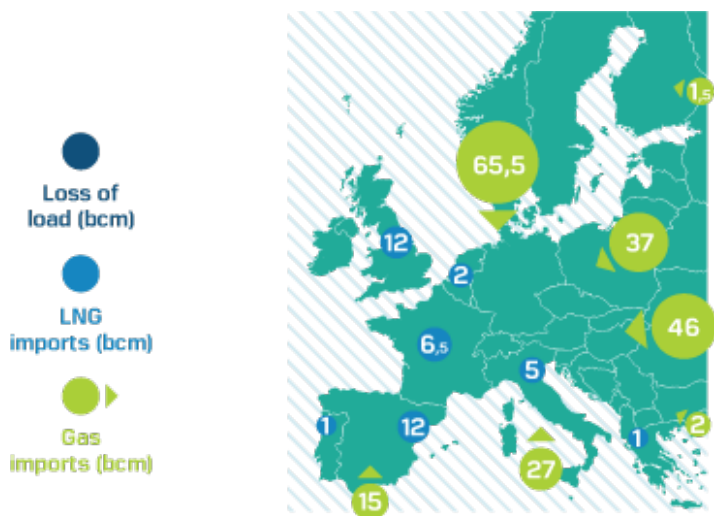 Loss of
load (bcm)
LNG
imports (bcm)
Gas
imports (bcm)
1,5
65,5
12
37
2
46
6,5
5
1
12
2
1
27
15